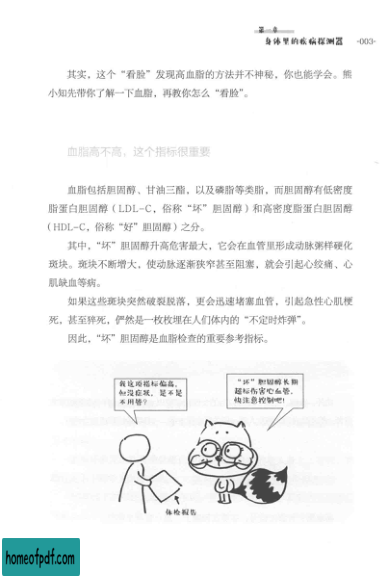 第一章
身体里的疾病探测器 ·003·
其实，这个“看脸”发现高血脂的方法并不神秘，你也能学会。熊
小知先带你了解一下血脂，再教你怎么“看脸”。
血脂高不高，这个指标很重要
血脂包括胆固醇、甘油三酯，以及磷脂等类脂，而胆固醇有低密度
脂蛋白胆固醇（LDL-C，俗称“坏”胆固醇）和高密度脂蛋白胆固醇
（HDL-C，俗称“好”胆固醇）之分。
其中，“坏”胆固醇升高危害最大，它会在血管里形成动脉粥样硬化
斑块。斑块不断增大，使动脉逐渐狭窄甚至阻塞，就会引起心绞痛、心
肌缺血等病。
如果这些斑块突然破裂脱落，更会迅速堵塞血管，引起急性心肌梗
死，甚至猝死，俨然是一枚枚埋在人们体内的“不定时炸弹”。
因此，“坏”胆固醇是血脂检查的重要参考指标。
我这项指标偏高，
但没症状，是不是
不用管？
“坏”胆固醇长期
超标伤害心血管，
快注意控制吧！
体检报告
homeofpdf.com